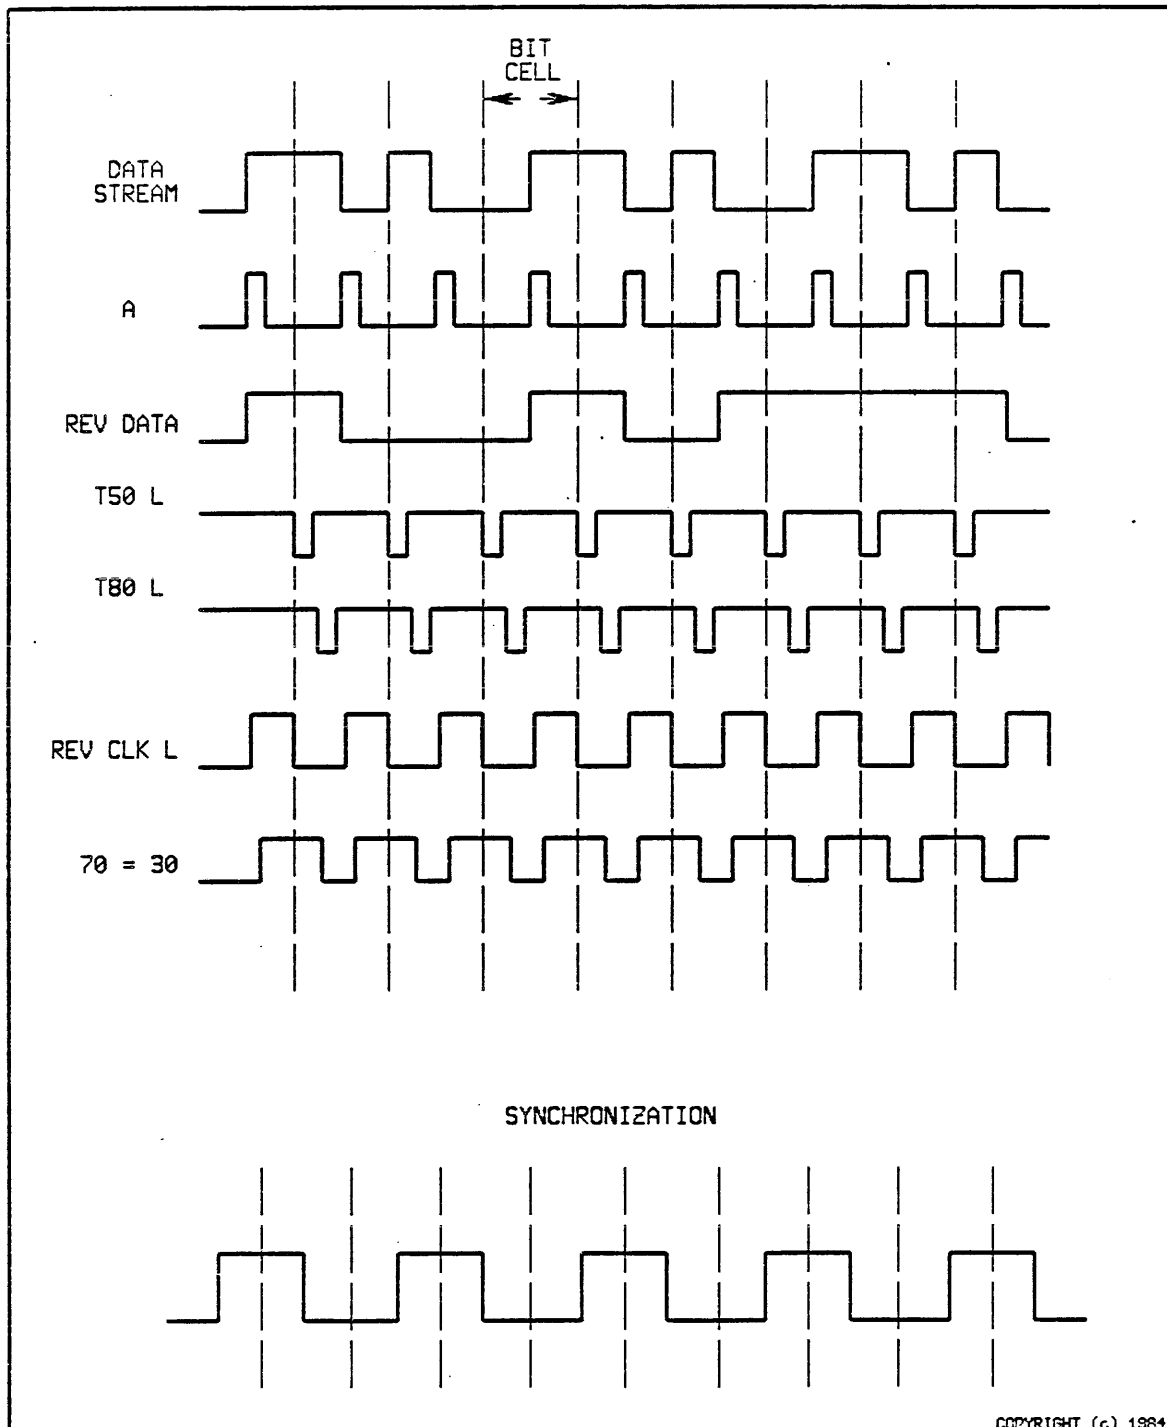 BIT
CELL
DATA
STREAM
A
REV DATA
T50 L
T80 L
REV CLK L
70 = 30
SYNCHRONIZATION
COPYRIGHT (c) 1984